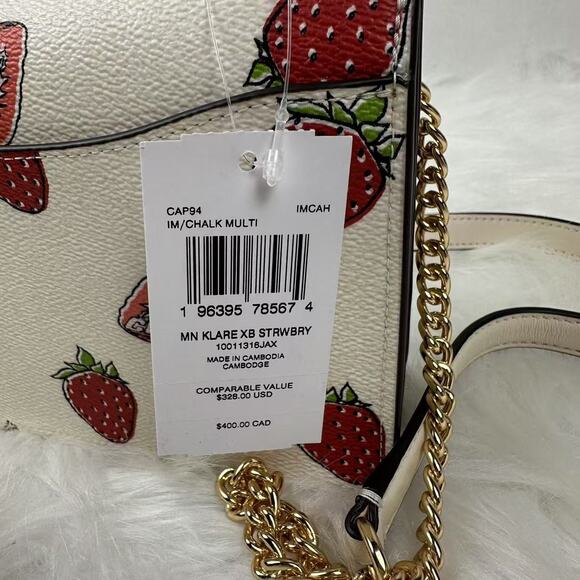 CAP94 IMCAH
IM/CHALK MULTI
1 96395 78567 4
MN KLARE XB STRWBRY
10011316JAX
MADE IN CAMBODIA
CAMBODGE
COMPARABLE VALUE
$328.00 USD
$400.00 CAD